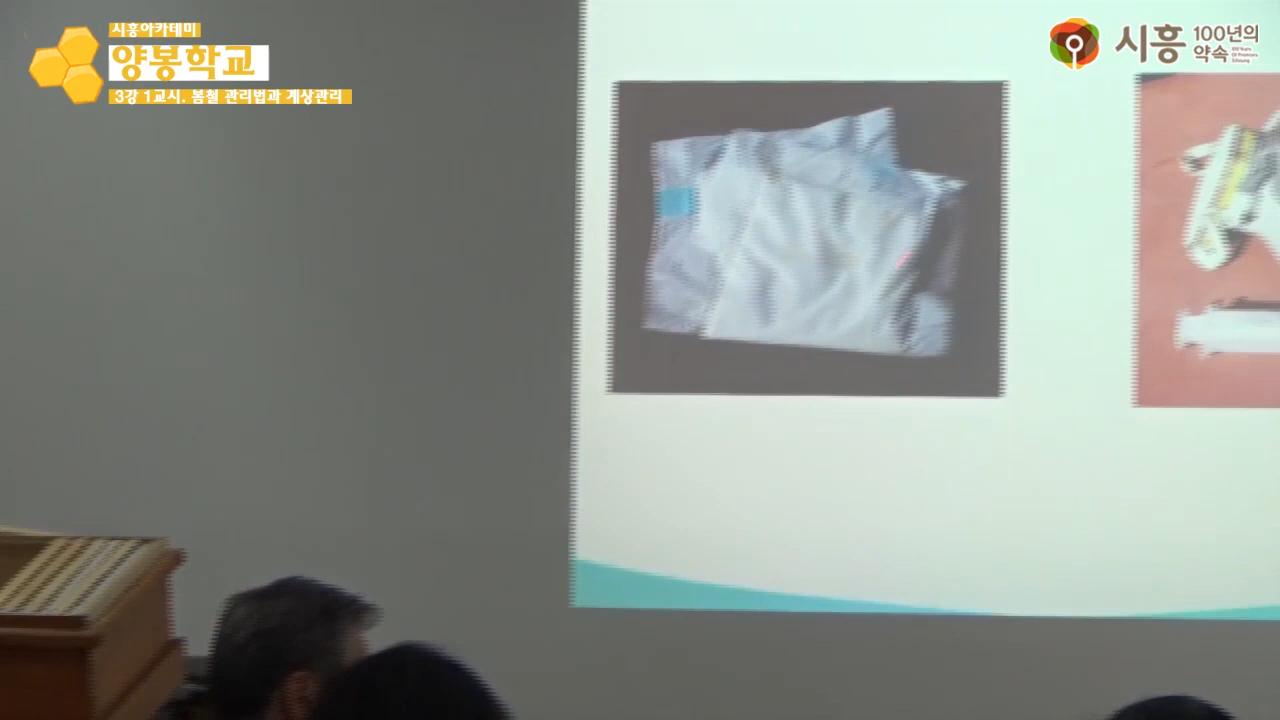 시흥아카데미
양봉학교
3강 1교시. 봄철 관리법과 계상관리
시흥 100년의
약속